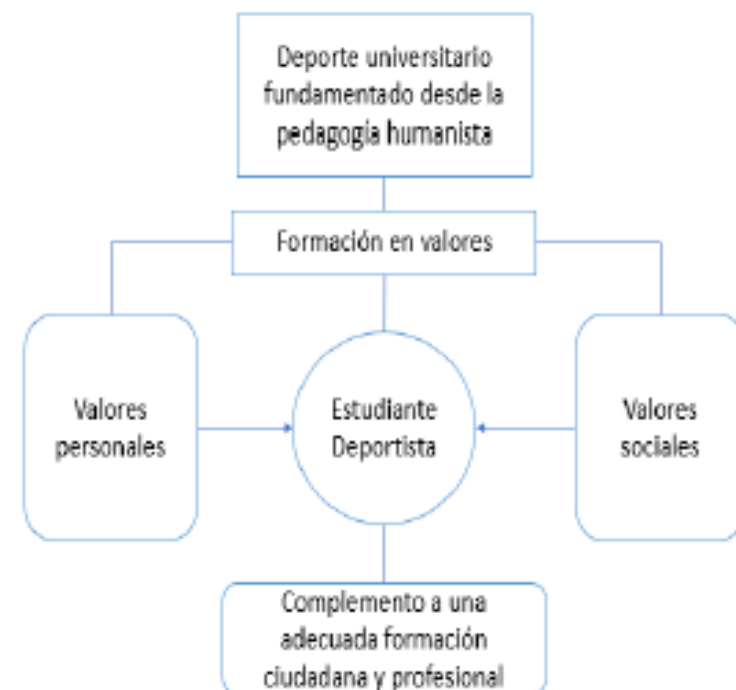 Deporte universitario
fundamentado desde la
pedagogía humanista
Formación en valores
Valores
personales
Estudiante
Deportista
Valores
sociales
Complemento a una
adecuada formación
ciudadana y profesional